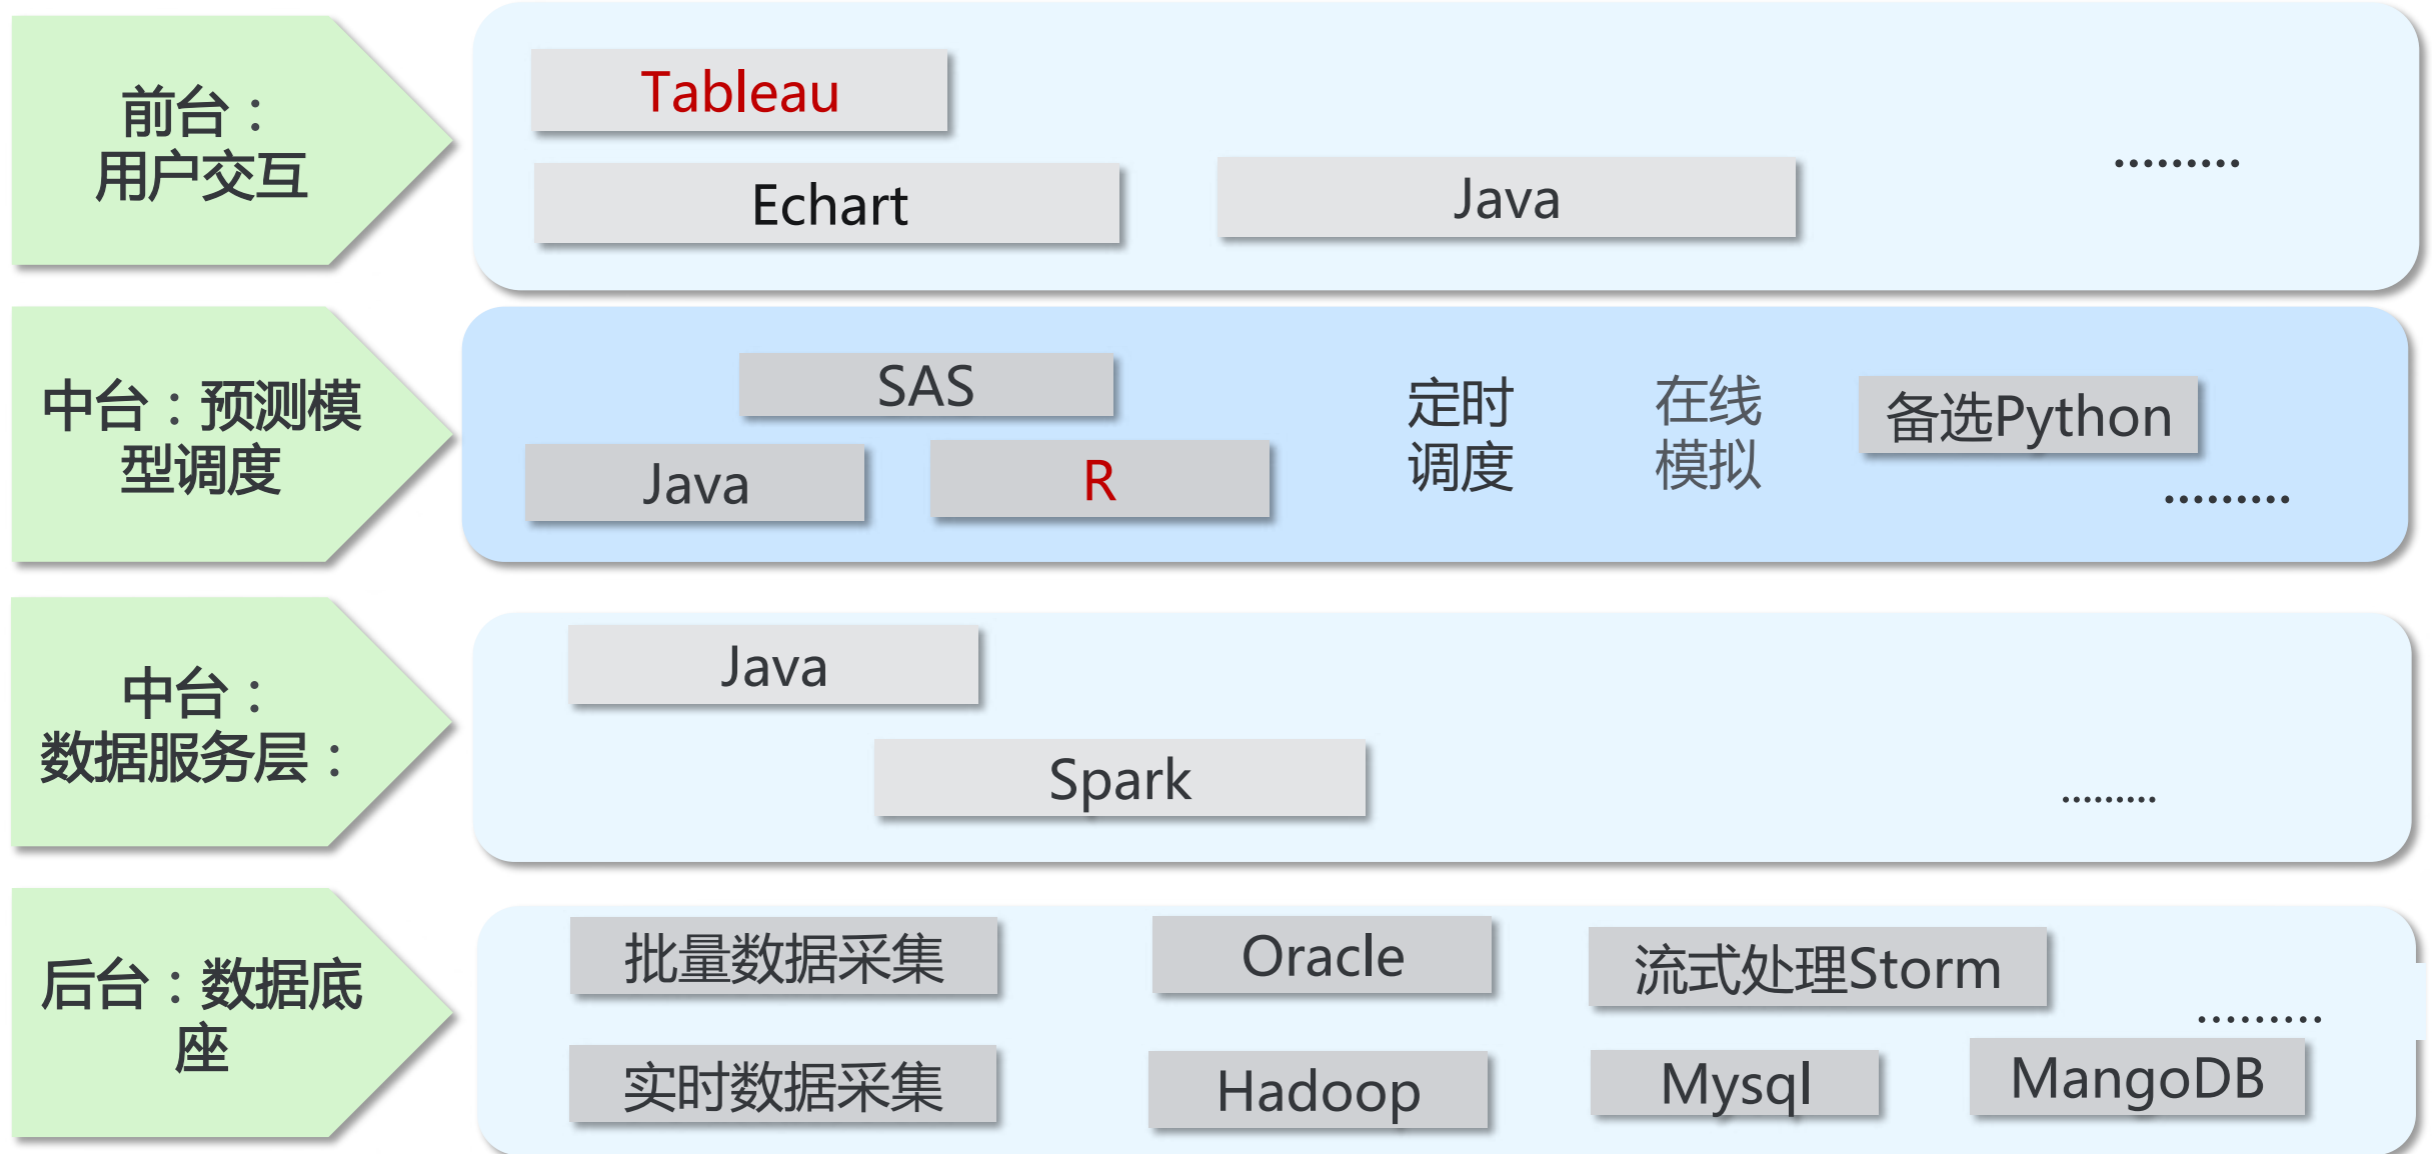 前台：
用户交互
Tableau
Echart
Java
.........
中台：预测模
型调度
SAS
Java
R
定时
调度
在线
模拟
备选Python
.........
中台：
数据服务层：
Java
Spark
.........
后台：数据底
座
批量数据采集
Oracle
流式处理Storm
.........
实时数据采集
Hadoop
Mysql
MangoDB